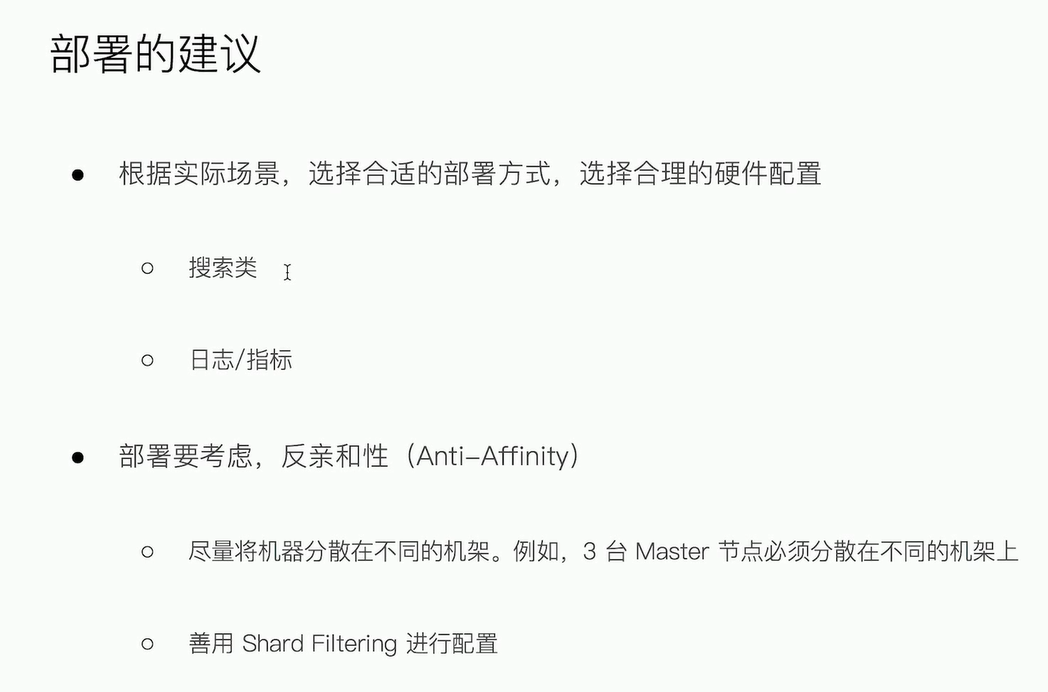 部署的建议
● 根据实际场景，选择合适的部署方式，选择合理的硬件配置
○ 搜索类
○ 日志/指标
● 部署要考虑，反亲和性（Anti-Affinity）
○ 尽量将机器分散在不同的机架。例如，3 台 Master 节点必须分散在不同的机架上
○ 善用 Shard Filtering 进行配置